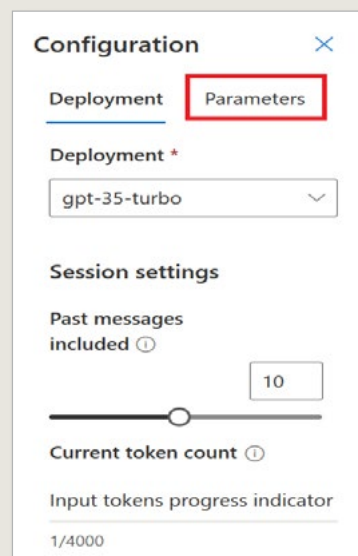 Configuration
Deployment Parameters
Deployment *
gpt-35-turbo
Session settings
Past messages
included
10
Current token count
Input tokens progress indicator
1/4000